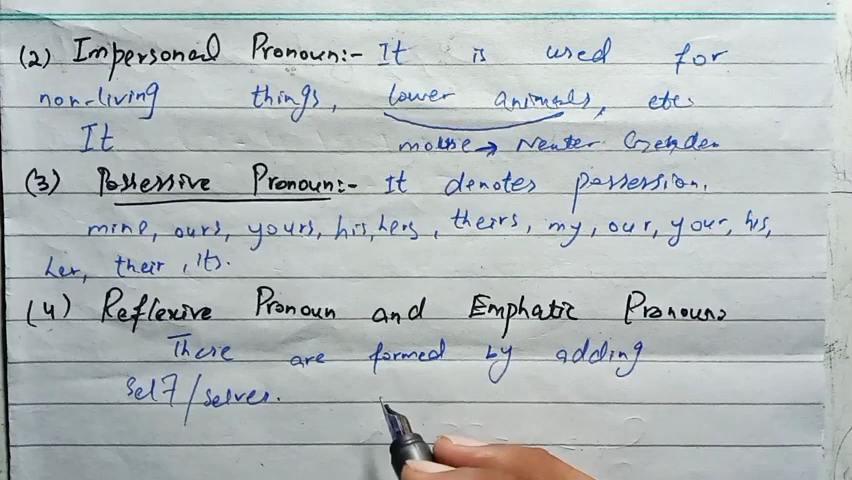 (2) Impersonal Pronoun:- It is used for
non-living things, lower animals, etc.
It mouse → Neuter Gender
(3) Possessive Pronoun:- It denotes possession.
mine, ours, yours, his, hers, theirs, my, our, your, his,
her, their, its.
(4) Reflexive Pronoun and Emphatic Pronoun:
These are formed by adding
self/selves.